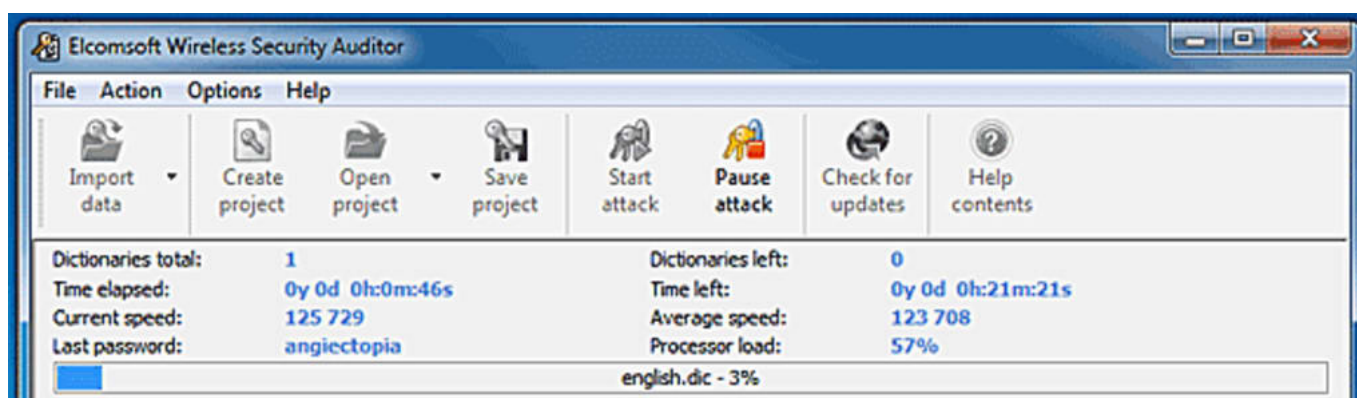 Elcomsoft Wireless Security Auditor
File Action Options Help
Import data
Create project
Open project
Save project
Start attack
Pause attack
Check for updates
Help contents
Dictionaries total: 1 Dictionaries left: 0
Time elapsed: 0y 0d 0h:0m:46s Time left: 0y 0d 0h:21m:21s
Current speed: 125 729 Average speed: 123 708
Last password: angiectopia Processor load: 57%
english.dic - 3%